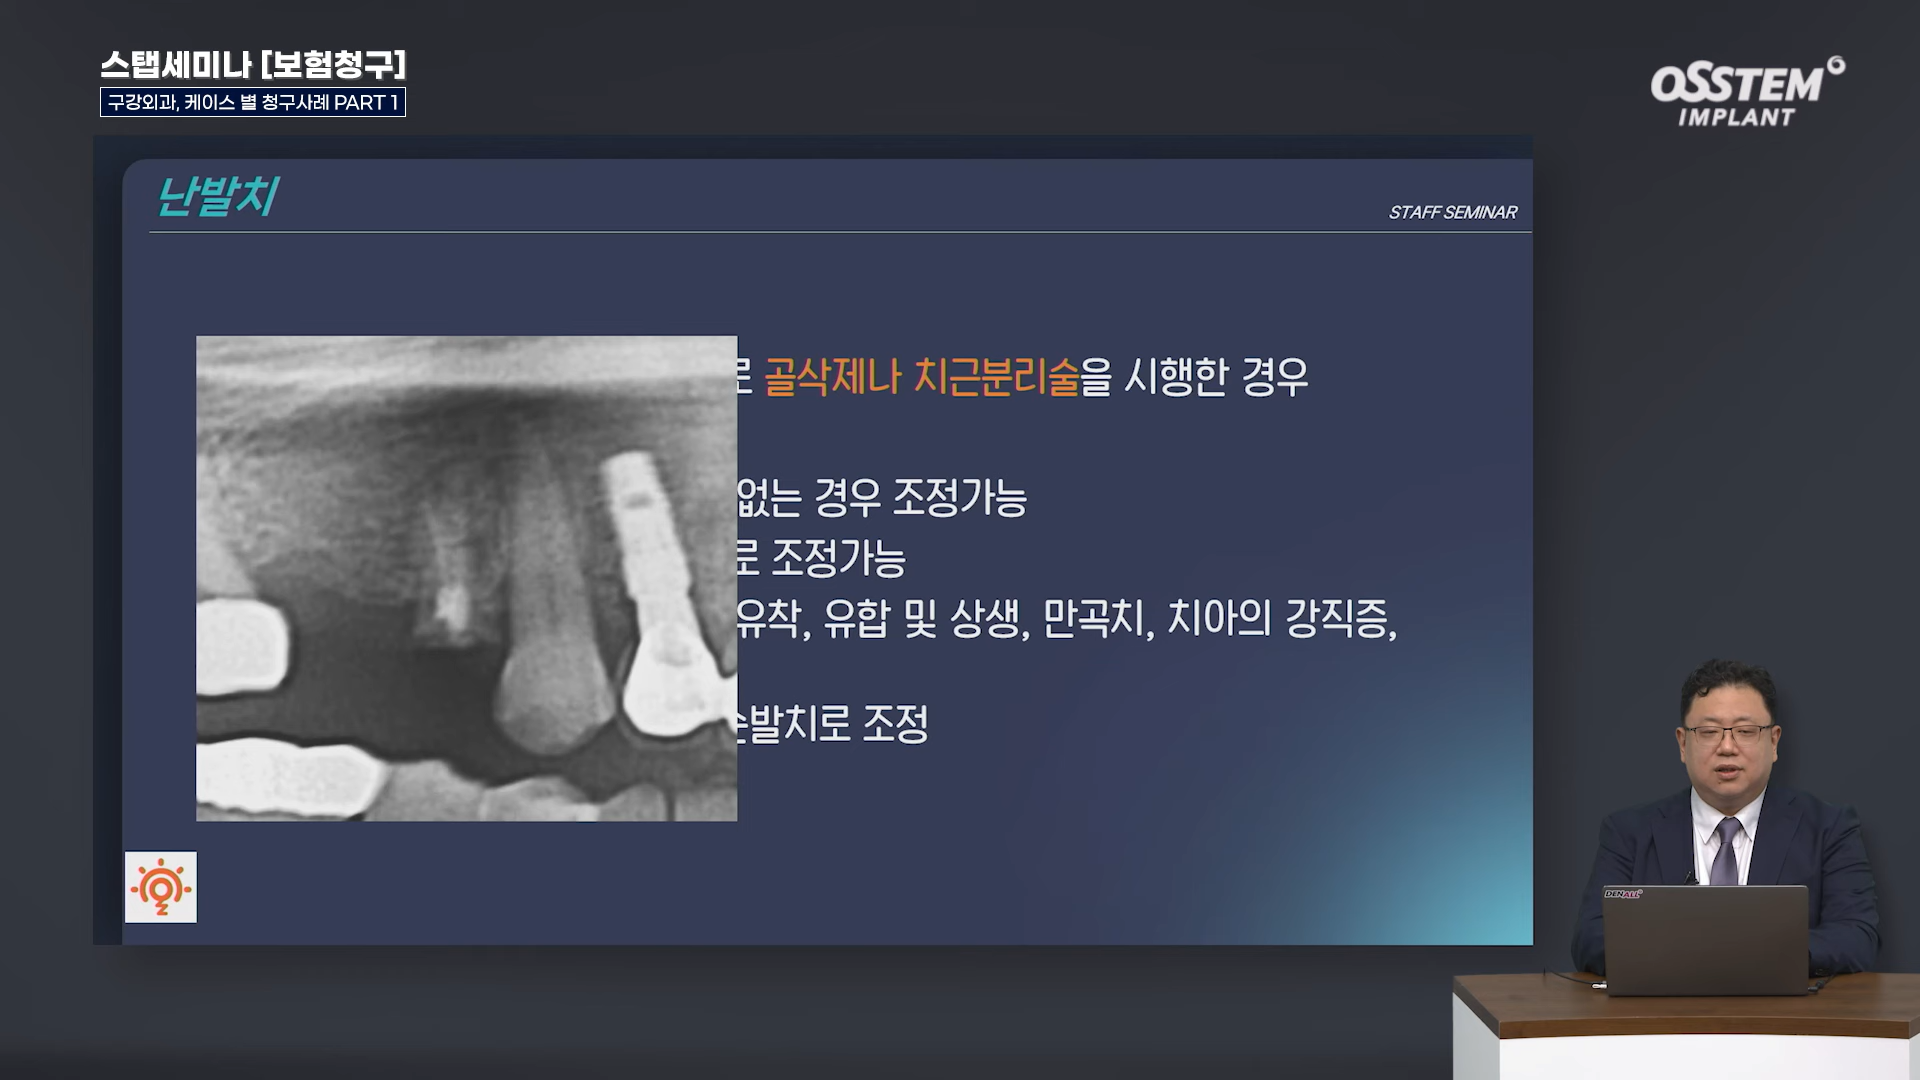 스탭세미나 [보험청구]
구강외과, 케이스 별 청구사례 PART 1
OSSTEM
IMPLANT
난발치
STAFF SEMINAR
골삭제나 치근분리술을 시행한 경우
없는 경우 조정가능
로 조정가능
유착, 유합 및 상생, 만곡치, 치아의 강직증,
발치로 조정
DENALL